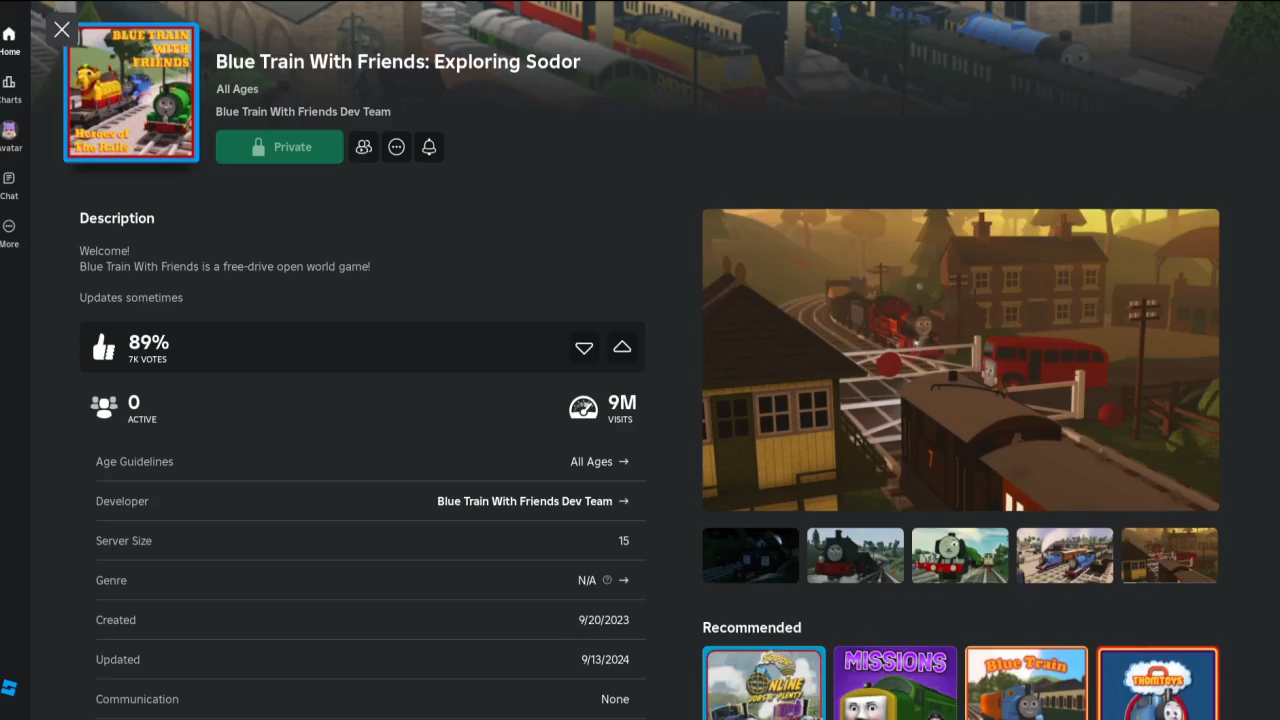 Home
Charts
Avatar
Chat
More
BLUE TRAIN
WITH
FRIENDS
Heroes of
The Rails
Blue Train With Friends: Exploring Sodor
All Ages
Blue Train With Friends Dev Team
Private
Description
Welcome!
Blue Train With Friends is a free-drive open world game!
Updates sometimes
89%
7K VOTES
0
ACTIVE
9M
VISITS
Age Guidelines
All Ages →
Developer
Blue Train With Friends Dev Team →
Server Size
15
Genre
N/A →
Created
9/20/2023
Updated
9/13/2024
Communication
None
7
Recommended
ONLINE
MISSIONS
Blue Train
THOMTOYS